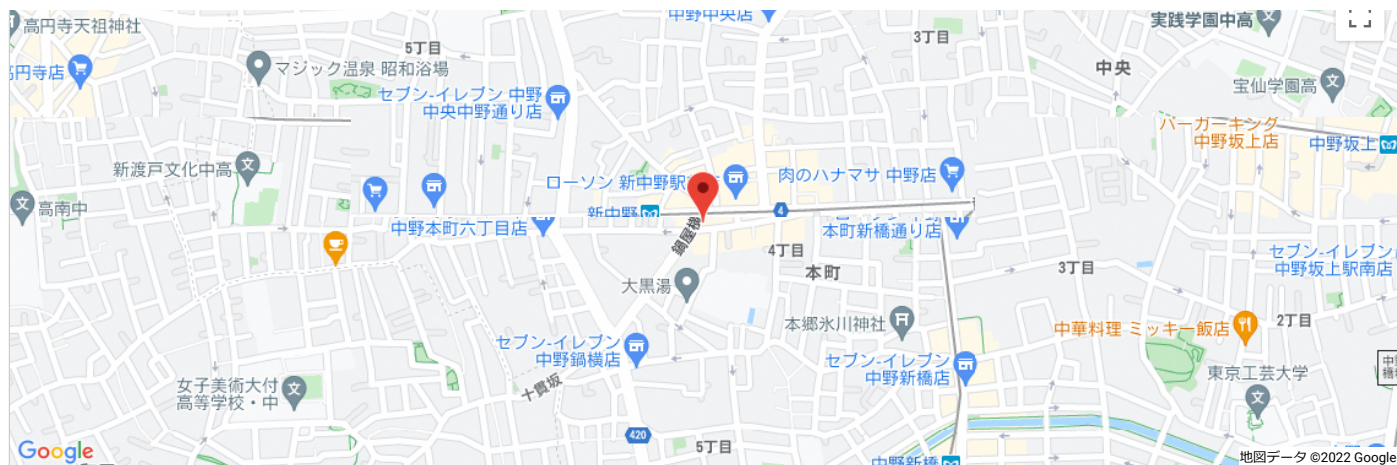 中野中央店
高円寺天祖神社
実践学園中高
3丁目
5丁目
高円寺店
マジック温泉 昭和浴場
中央
宝仙学園高
セブン-イレブン 中野
中央中野通り店
バーガーキング
中野坂上店
中野坂上
新渡戸文化中高
ローソン 新中野駅
肉のハナマサ 中野店
高南中
新中野
4
中野本町六丁目店
鍋屋横
本町新橋通り店
4丁目
本町
3丁目
セブン-イレブン
中野坂上駅南店
大黒湯
本郷氷川神社
中華料理 ミッキー飯店
2丁目
セブン-イレブン
中野鍋横店
セブン-イレブン
中野新橋店
東京工芸大学
女子美術大付
高等学校・中
十貫坂
420
5丁目
中野新橋
Google
地図データ ©2022 Google